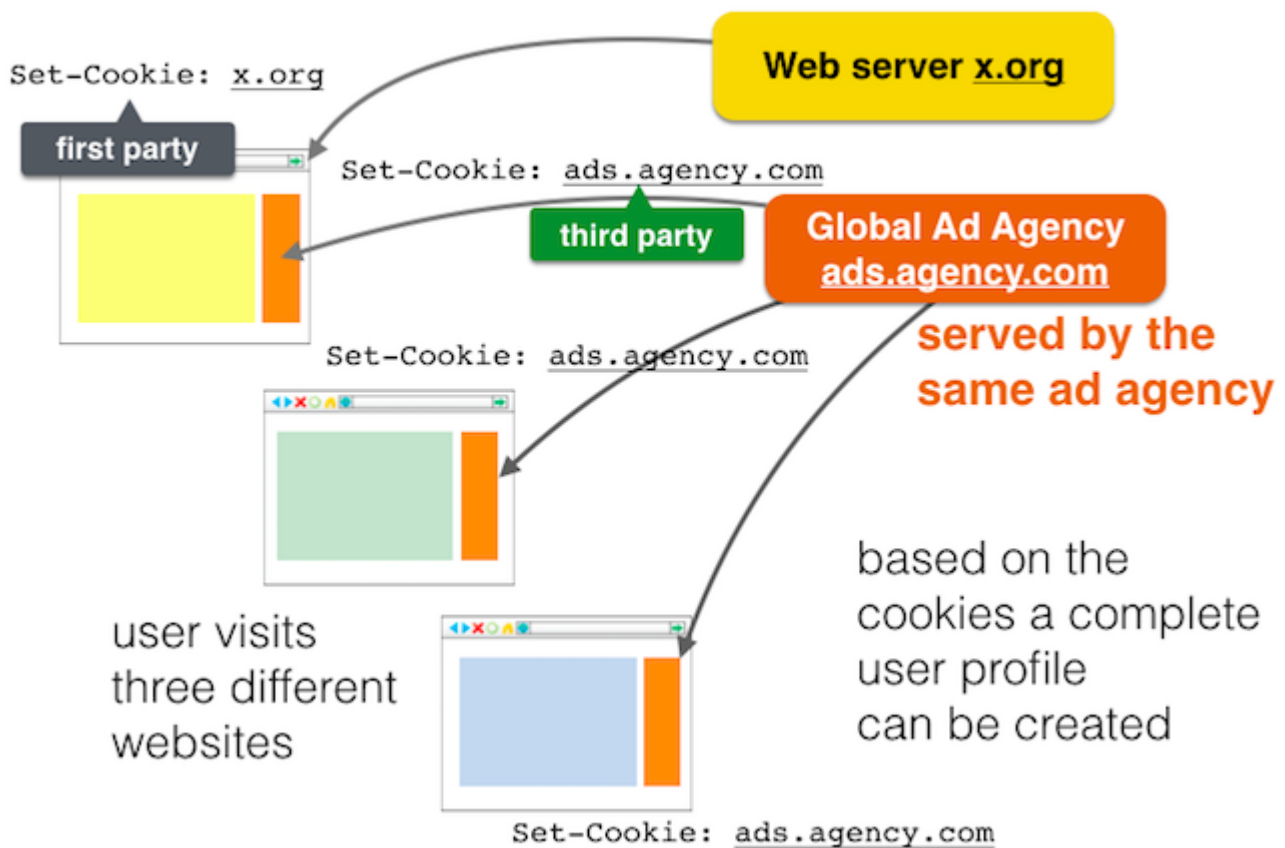 Web server x.org
Set-Cookie: x.org
first party
Set-Cookie: ads.agency.com
third party
Global Ad Agency
ads.agency.com
served by the
same ad agency
Set-Cookie: ads.agency.com
user visits
three different
websites
based on the
cookies a complete
user profile
can be created
Set-Cookie: ads.agency.com